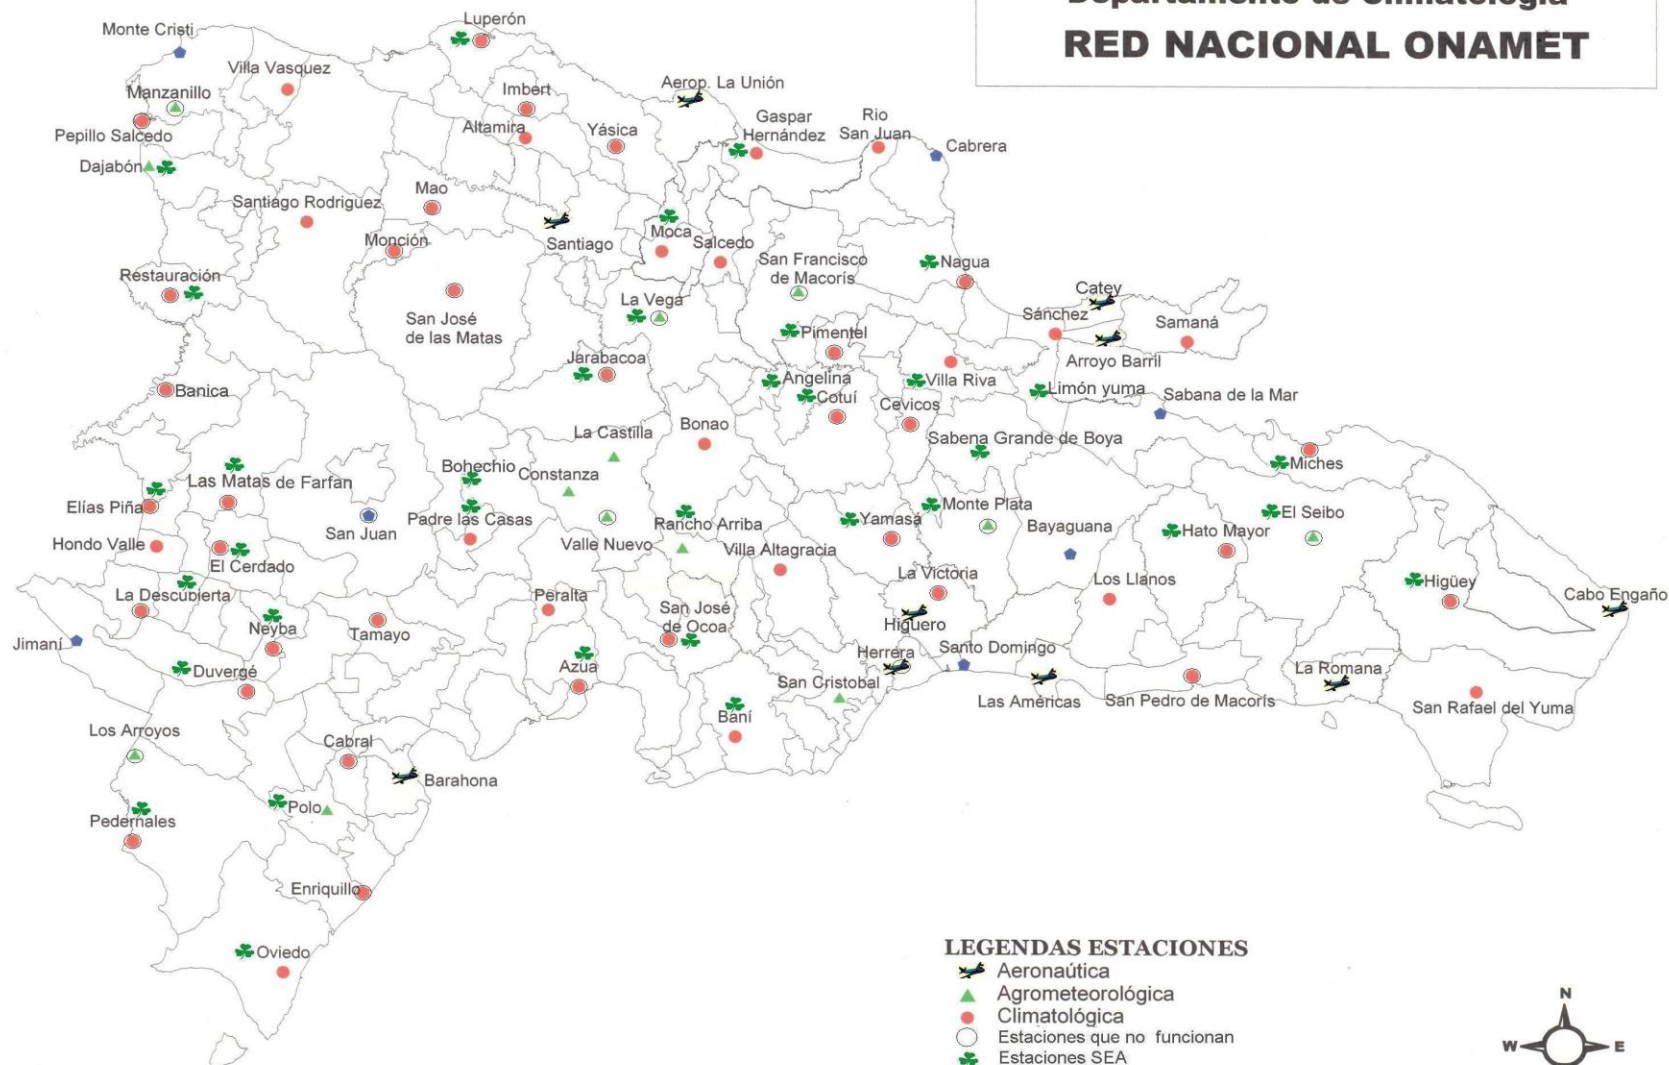 Departamento de Climatología
RED NACIONAL ONAMET
Luperón
Monte Cristi
Villa Vasquez
Aerop. La Unión
Manzanillo
Imbert
Gaspar
Hernández
Rio
San Juan
Pepillo Salcedo
Altamira
Yásica
Cabrera
Dajabón
Mao
Santiago Rodriguez
Monción
Santiago
Moca
Salcedo
San Francisco
de Macorís
Nagua
Restauración
La Vega
Catey
San José
de las Matas
Sánchez
Samaná
Pimentel
Jarabacoa
Arroyo Barril
Banica
Angelina
Villa Riva
Limón yuma
Sabana de la Mar
Cotuí
Cevicos
La Castilla
Bonao
Sabena Grande de Boya
Bohechio
Constanza
Miches
Las Matas de Farfan
Elías Piña
Padre las Casas
Rancho Arriba
Yamasá
Monte Plata
El Seibo
San Juan
Bayaguana
Hato Mayor
Hondo Valle
Valle Nuevo
Villa Altagracia
El Cerdado
La Victoria
Los Llanos
Higüey
La Descubierta
Peralta
San José
de Ocoa
Cabo Engaño
Neyba
Tamayo
Higuero
Jimaní
Herrera
Santo Domingo
Duvergé
Azua
San Cristobal
La Romana
Las Américas
San Pedro de Macorís
San Rafael del Yuma
Baní
Los Arroyos
Cabral
Barahona
Polo
Pedernales
Enriquillo
Oviedo
LEGENDAS ESTACIONES
Aeronaútica
Agrometeorológica
Climatológica
Estaciones que no funcionan
Estaciones SEA
N
W
E